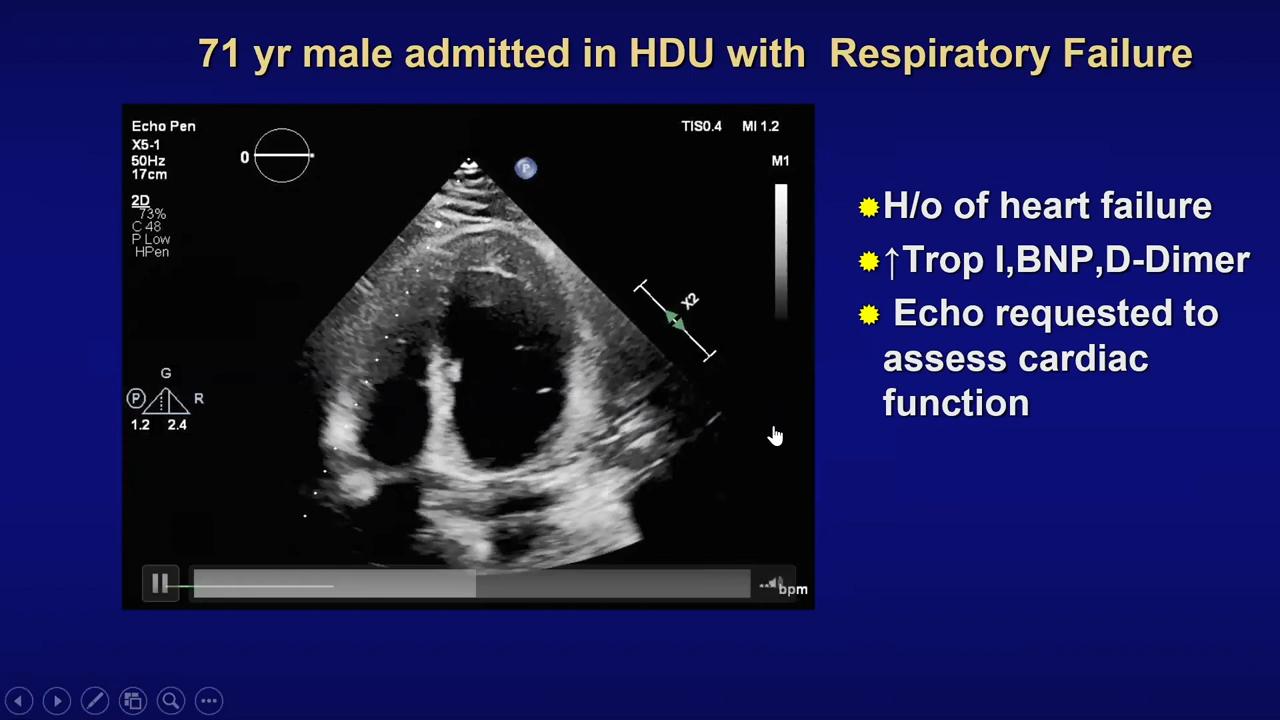 71 yr male admitted in HDU with Respiratory Failure
Echo Pen
X5-1
50Hz
17cm
2D
73%
C 48
P Low
HPen
0
P
TIS0.4 MI 1.2
M1
X2
G
P R
1.2 2.4
bpm
H/o of heart failure
↑Trop I,BNP,D-Dimer
Echo requested to
assess cardiac
function